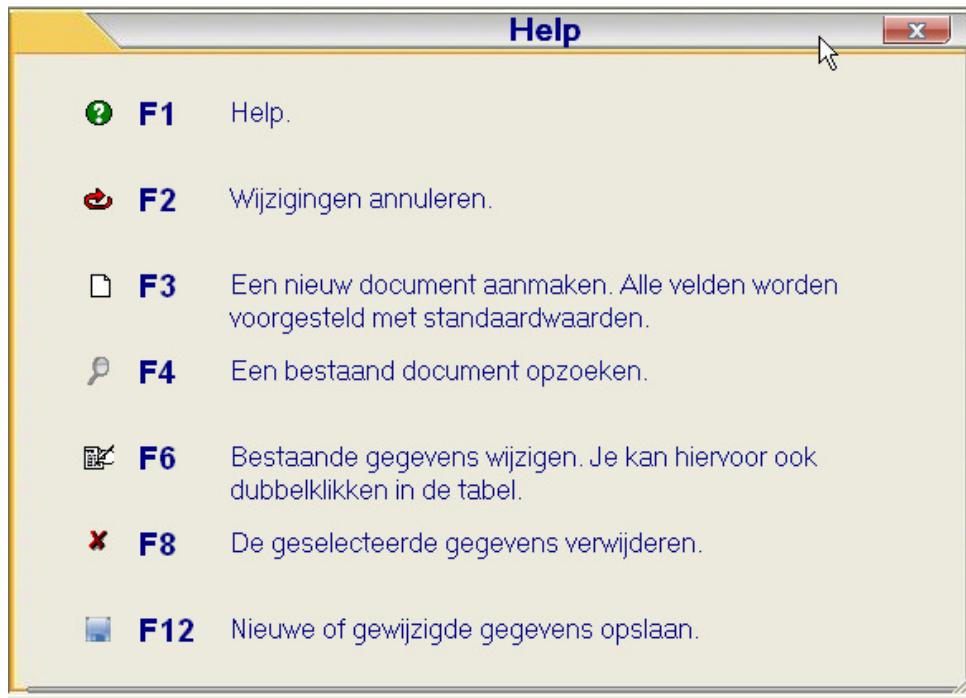 Help
F1 Help.
F2 Wijzigingen annuleren.
F3 Een nieuw document aanmaken. Alle velden worden
voorgesteld met standaardwaarden.
F4 Een bestaand document opzoeken.
F6 Bestaande gegevens wijzigen. Je kan hiervoor ook
dubbelklikken in de tabel.
F8 De geselecteerde gegevens verwijderen.
F12 Nieuwe of gewijzigde gegevens opslaan.